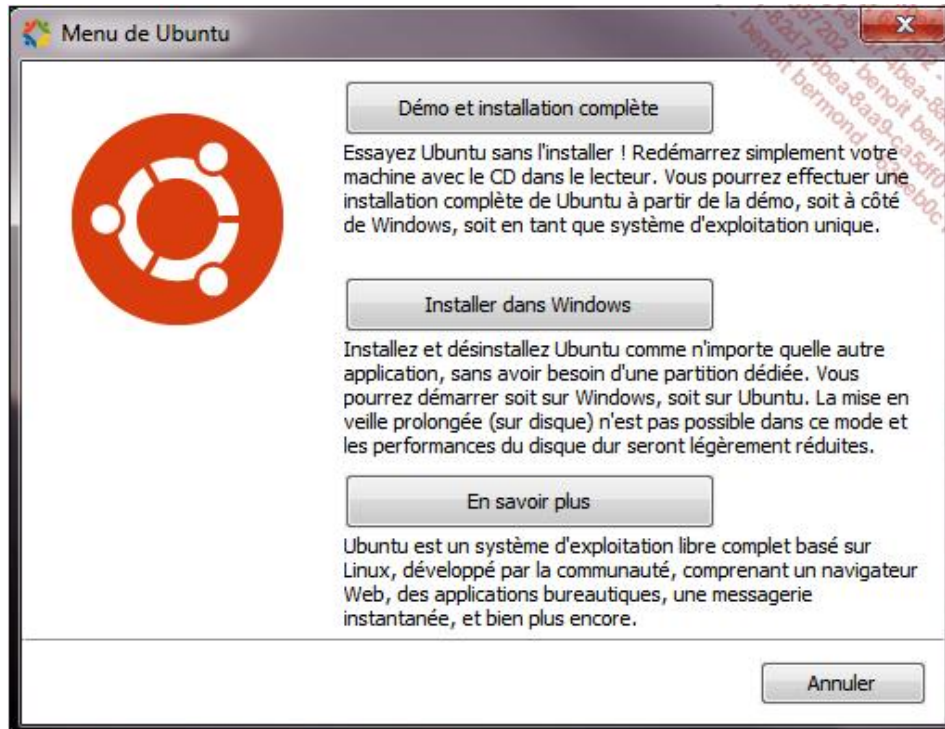 Menu de Ubuntu
Démo et installation complète
Essayez Ubuntu sans l'installer ! Redémarrez simplement votre
machine avec le CD dans le lecteur. Vous pourrez effectuer une
installation complète de Ubuntu à partir de la démo, soit à côté
de Windows, soit en tant que système d'exploitation unique.
Installer dans Windows
Installez et désinstallez Ubuntu comme n'importe quelle autre
application, sans avoir besoin d'une partition dédiée. Vous
pourrez démarrer soit sur Windows, soit sur Ubuntu. La mise en
veille prolongée (sur disque) n'est pas possible dans ce mode et
les performances du disque dur seront légèrement réduites.
En savoir plus
Ubuntu est un système d'exploitation libre complet basé sur
Linux, développé par la communauté, comprenant un navigateur
Web, des applications bureautiques, une messagerie
instantanée, et bien plus encore.
Annuler
benoit bermond